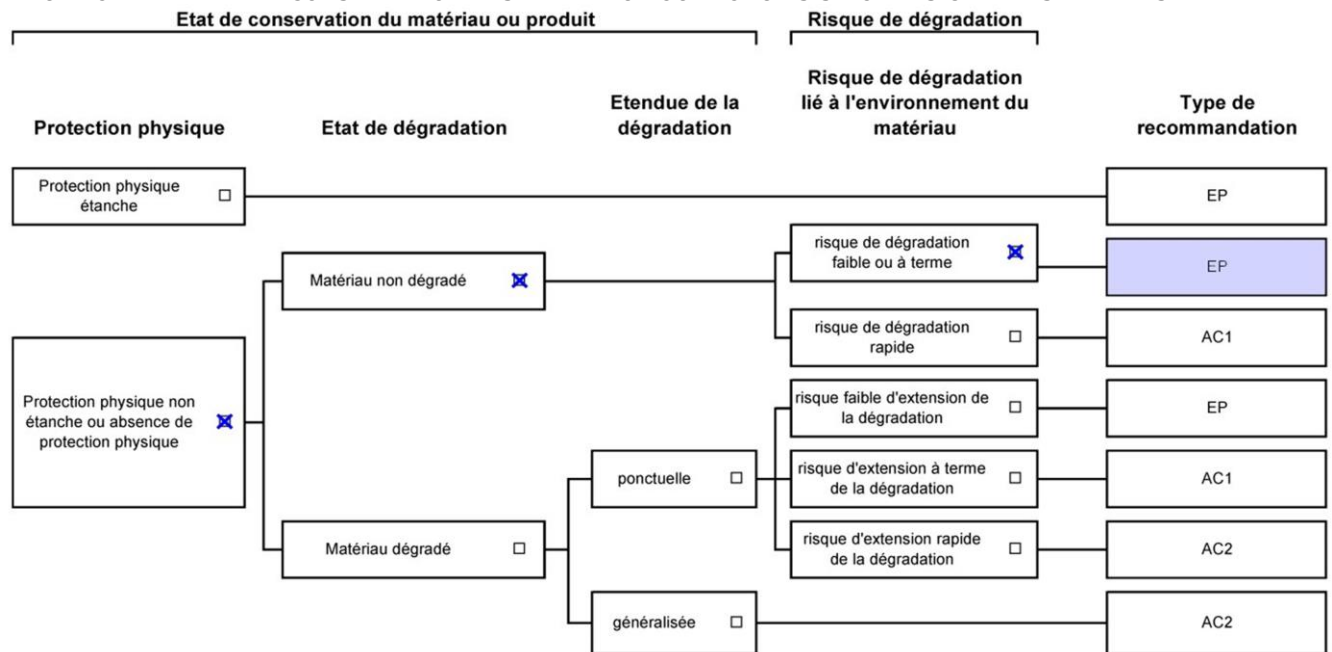 Etat de conservation du matériau ou produit
Risque de dégradation
Protection physique
Etat de dégradation
Etendue de la
dégradation
Risque de dégradation
lié à l'environnement du
matériau
Type de
recommandation
Protection physique
étanche
EP
risque de dégradation
faible ou à terme
EP
Matériau non dégradé
risque de dégradation
rapide
AC1
Protection physique non
étanche ou absence de
protection physique
risque faible d'extension de
la dégradation
EP
ponctuelle
risque d'extension à terme
de la dégradation
AC1
Matériau dégradé
risque d'extension rapide
de la dégradation
AC2
généralisée
AC2